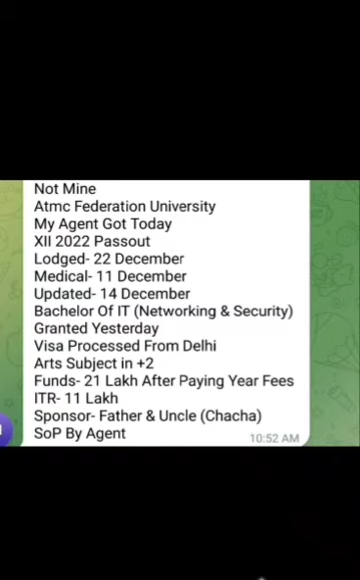 Not Mine
Atmc Federation University
My Agent Got Today
XII 2022 Passout
Lodged- 22 December
Medical- 11 December
Updated- 14 December
Bachelor Of IT (Networking & Security)
Granted Yesterday
Visa Processed From Delhi
Arts Subject in +2
Funds- 21 Lakh After Paying Year Fees
ITR- 11 Lakh
Sponsor- Father & Uncle (Chacha)
SoP By Agent
10:52 AM